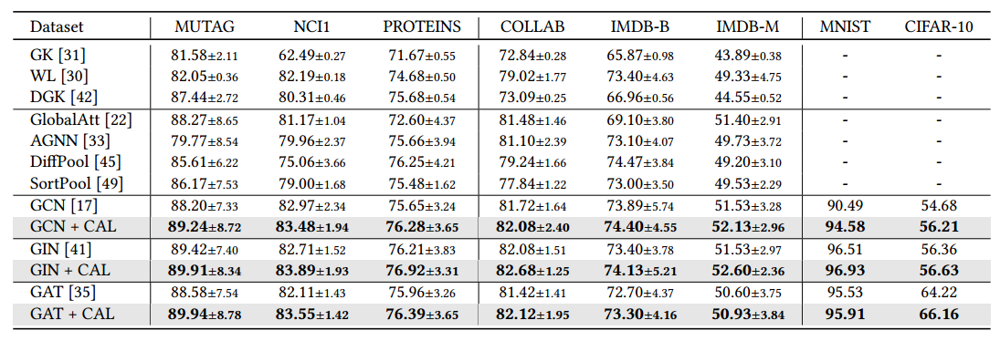 Dataset MUTAG NCI1 PROTEINS COLLAB IMDB-B IMDB-M MNIST CIFAR-10
GK [31] 81.58±2.11 62.49±0.27 71.67±0.55 72.84±0.28 65.87±0.98 43.89±0.38 - -
WL [30] 82.05±0.36 82.19±0.18 74.68±0.50 79.02±1.77 73.40±4.63 49.33±4.75 - -
DGK [42] 87.44±2.72 80.31±0.46 75.68±0.54 73.09±0.25 66.96±0.56 44.55±0.52 - -
GlobalAtt [22] 88.27±8.65 81.17±1.04 72.60±4.37 81.48±1.46 69.10±3.80 51.40±2.91 - -
AGNN [33] 79.77±8.54 79.96±2.37 75.66±3.94 81.10±2.39 73.10±4.07 49.73±3.72 - -
DiffPool [45] 85.61±6.22 75.06±3.66 76.25±4.21 79.24±1.66 74.47±3.84 49.20±3.10 - -
SortPool [49] 86.17±7.53 79.00±1.68 75.48±1.62 77.84±1.22 73.00±3.50 49.53±2.29 - -
GCN [17] 88.20±7.33 82.97±2.34 75.65±3.24 81.72±1.64 73.89±5.74 51.53±3.28 90.49 54.68
GCN + CAL 89.24±8.72 83.48±1.94 76.28±3.65 82.08±2.40 74.40±4.55 52.13±2.96 94.58 56.21
GIN [41] 89.42±7.40 82.71±1.52 76.21±3.83 82.08±1.51 73.40±3.78 51.53±2.97 96.51 56.36
GIN + CAL 89.91±8.34 83.89±1.93 76.92±3.31 82.68±1.25 74.13±5.21 52.60±2.36 96.93 56.63
GAT [35] 88.58±7.54 82.11±1.43 75.96±3.26 81.42±1.41 72.70±4.37 50.60±3.75 95.53 64.22
GAT + CAL 89.94±8.78 83.55±1.42 76.39±3.65 82.12±1.95 73.30±4.16 50.93±3.84 95.91 66.16